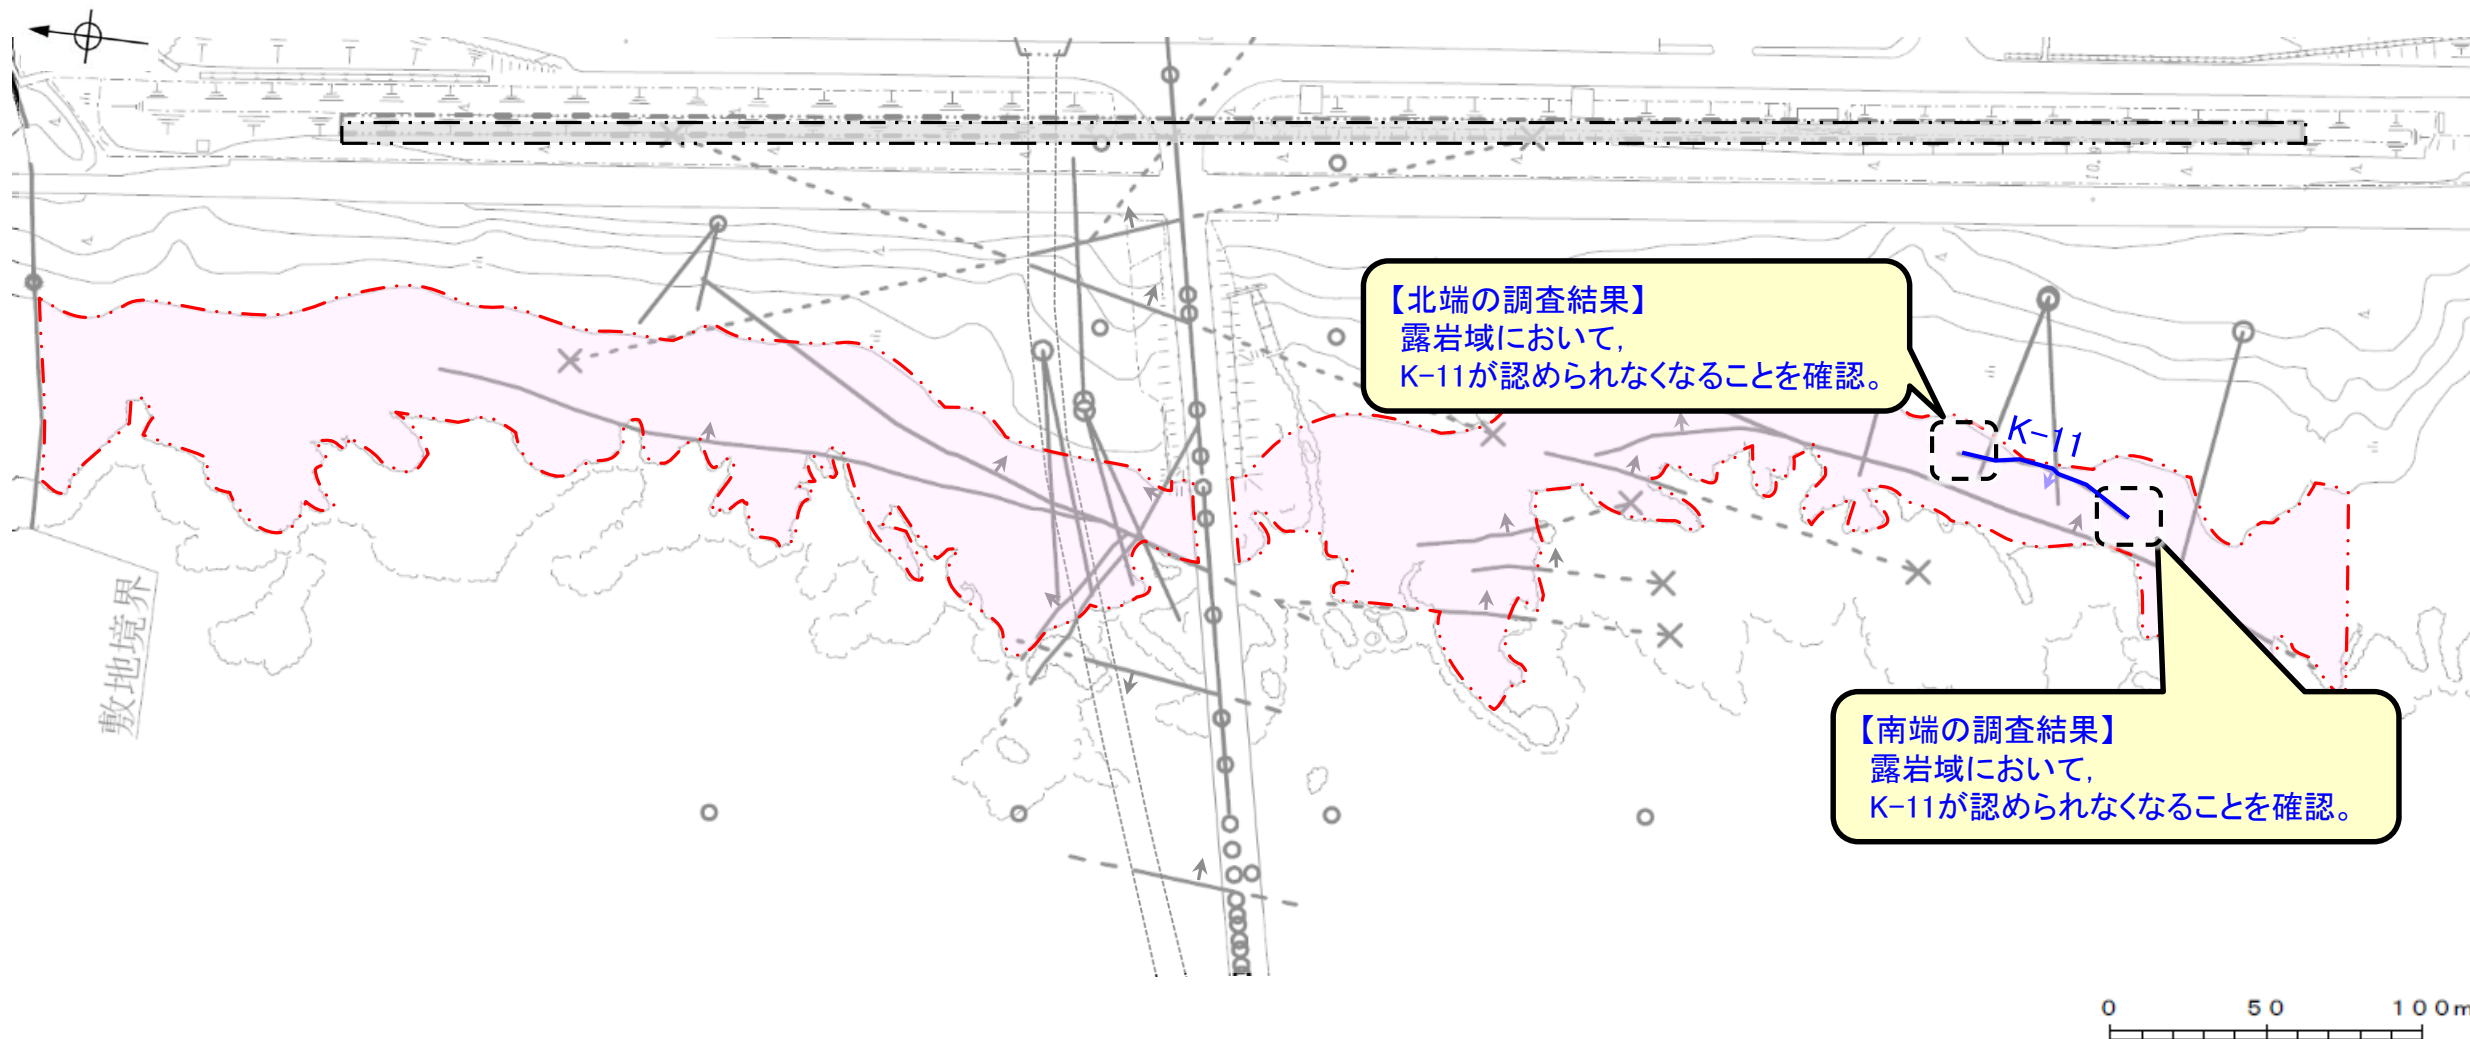 【北端の調査結果】
露岩域において,
K-11が認められなくなることを確認。
K-11
敷地境界
【南端の調査結果】
露岩域において,
K-11が認められなくなることを確認。
10.9
0 50 100m